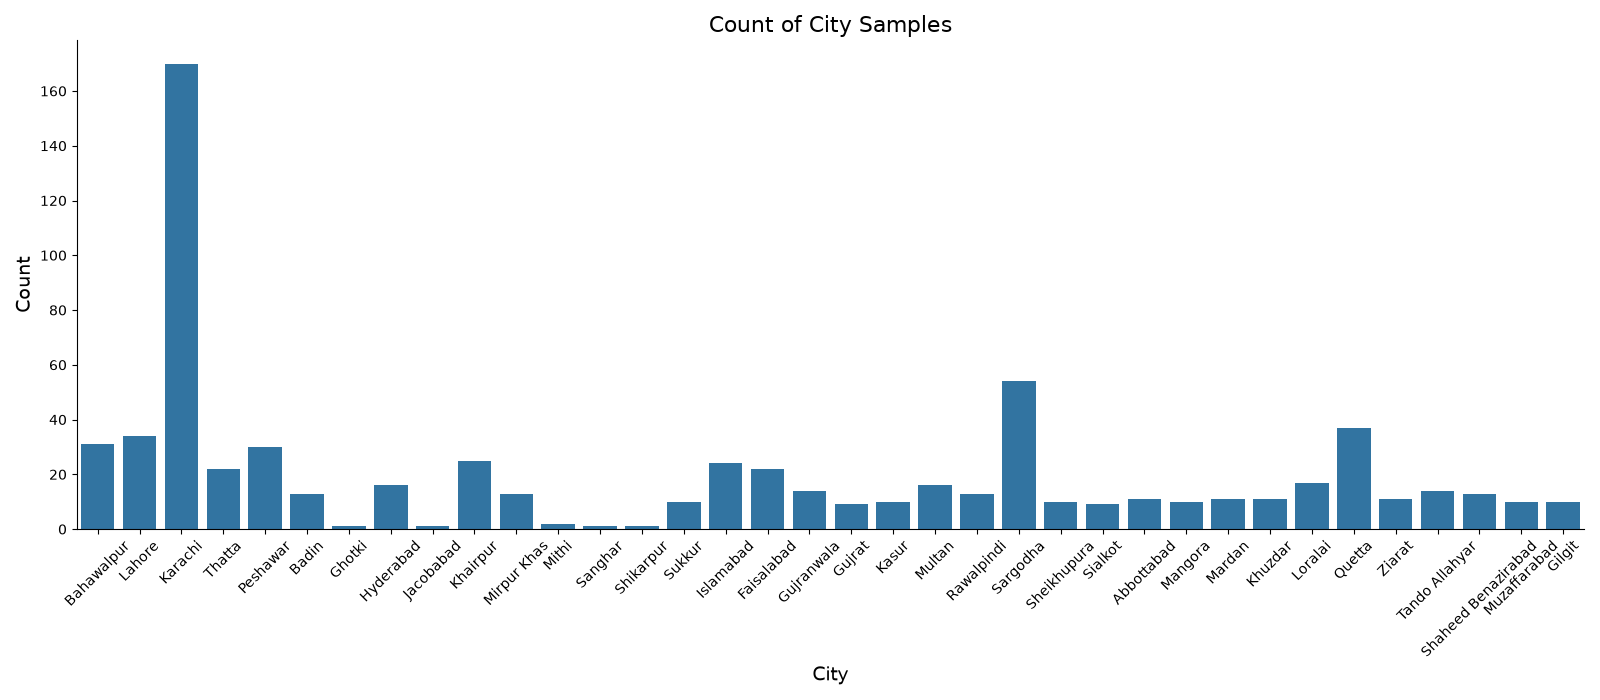 Count of City Samples
Count
160
140
120
100
80
60
40
20
0
Bahawalpur
Lahore
Karachi
Thatta
Peshawar
Badin
Ghotki
Hyderabad
Jacobabad
Khairpur
Mirpur Khas
Mithi
Sanghar
Shikarpur
Sukkur
Islamabad
Faisalabad
Gujranwala
Gujrat
Kasur
Multan
Rawalpindi
Sargodha
Sheikhupura
Sialkot
Abbottabad
Mangora
Mardan
Khuzdar
Loralai
Quetta
Ziarat
Tando Allahyar
Shaheed Benazirabad
Muzaffarabad
Gilgit
City